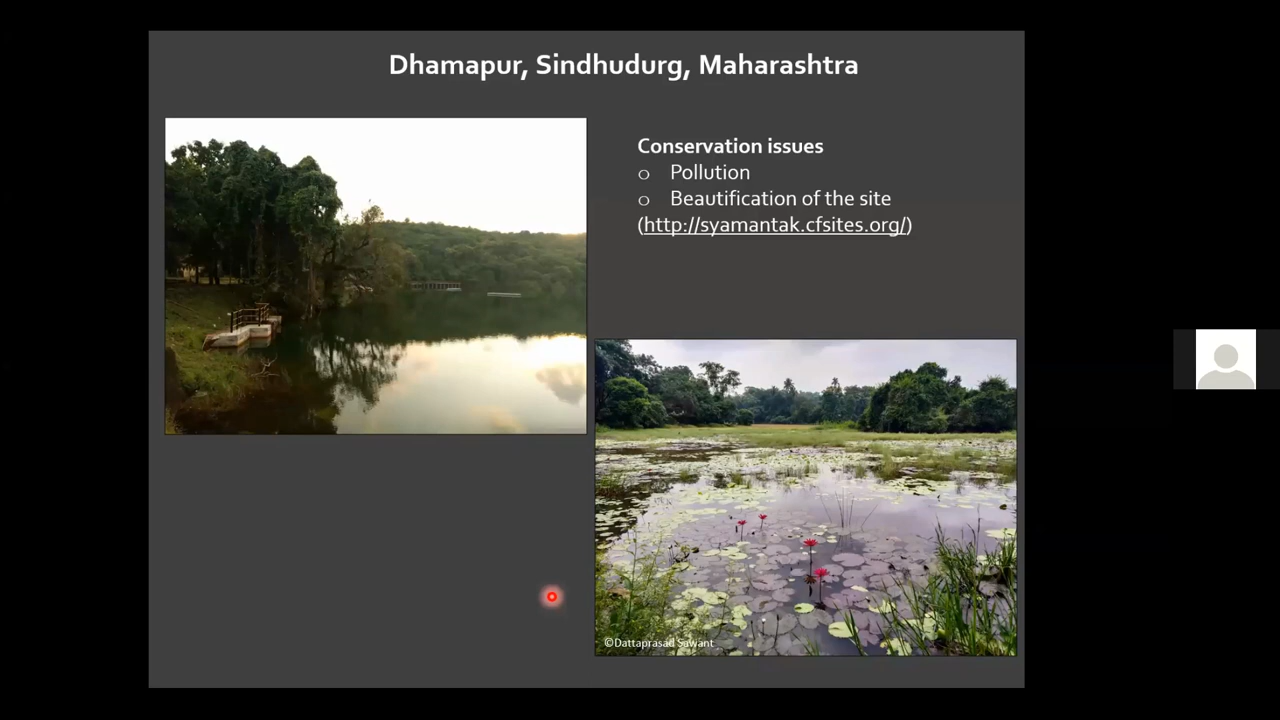 Dhamapur, Sindhudurg, Maharashtra
Conservation issues
o Pollution
o Beautification of the site
(http://syamantak.cfsites.org/)
©Dattaprasad Sawant